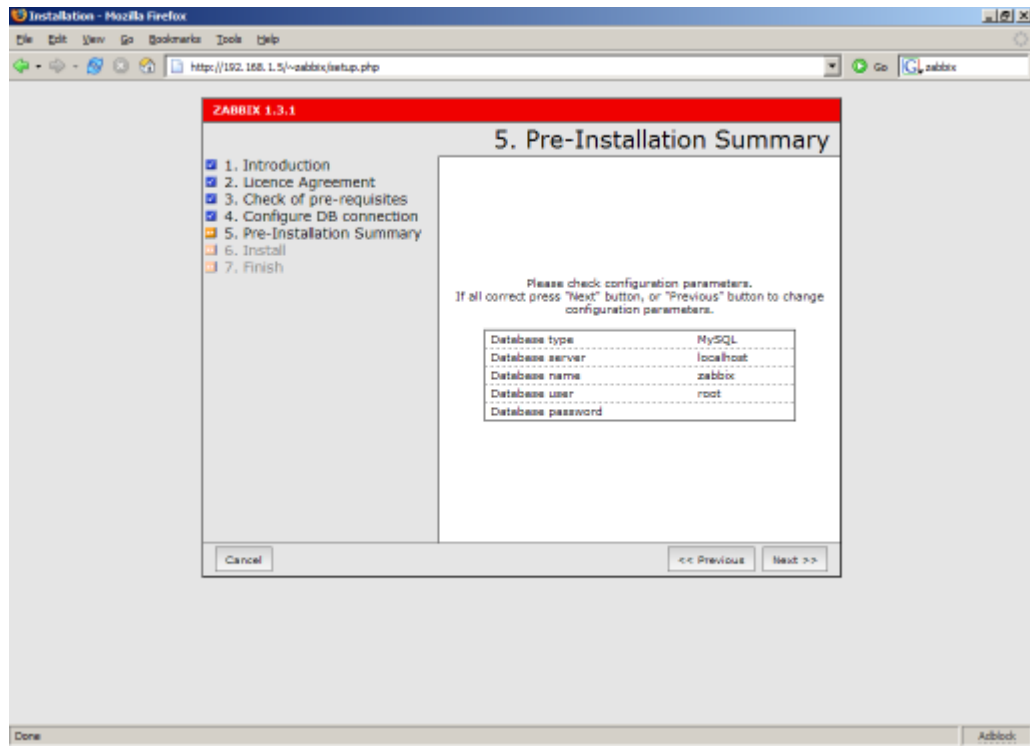 Installation - Mozilla Firefox
File Edit View Go Bookmarks Tools Help
http://192.168.1.5/~zabbix/setup.php
Go
G
zabbix
ZABBIX 1.3.1
5. Pre-Installation Summary
1. Introduction
2. Licence Agreement
3. Check of pre-requisites
4. Configure DB connection
5. Pre-Installation Summary
6. Install
7. Finish
Please check configuration parameters.
If all correct press "Next" button, or "Previous" button to change
configuration parameters.
Database type MySQL
Database server localhost
Database name zabbix
Database user root
Database password
Cancel
<< Previous
Next >>
Done
Adblock